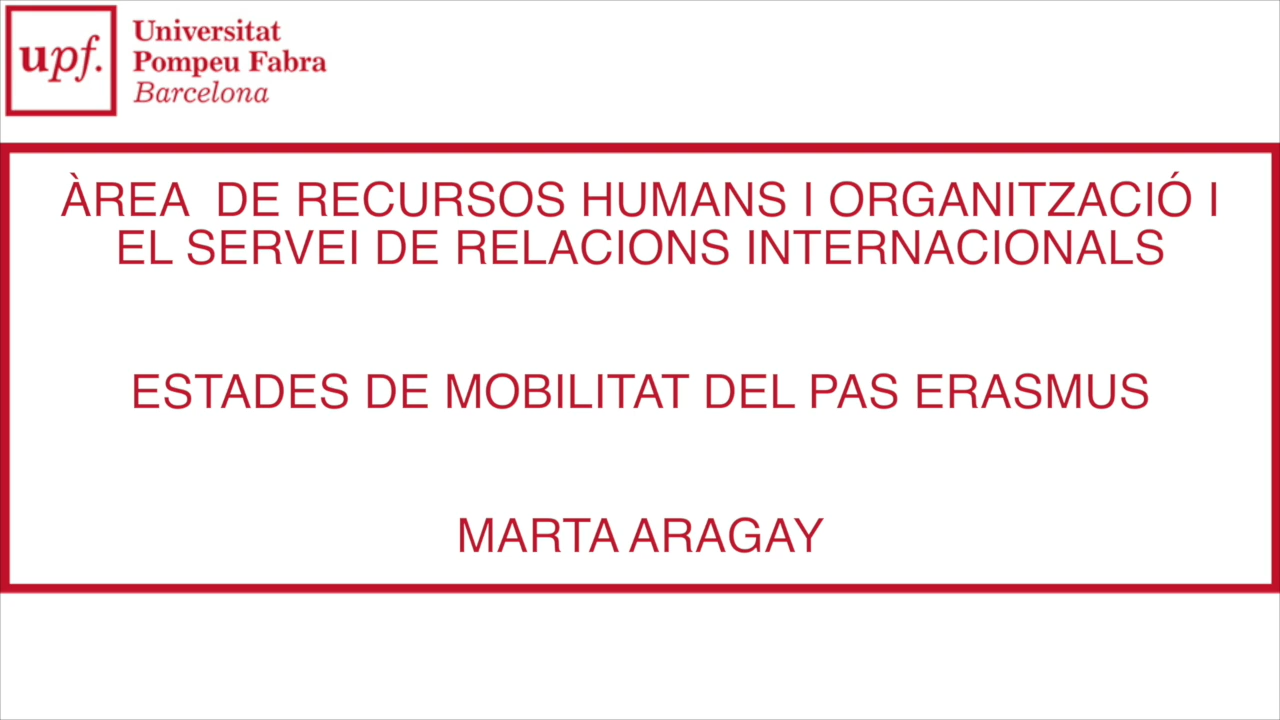 upf.
Universitat
Pompeu Fabra
Barcelona
ÀREA DE RECURSOS HUMANS I ORGANITZACIÓ I
EL SERVEI DE RELACIONS INTERNACIONALS
ESTADES DE MOBILITAT DEL PAS ERASMUS
MARTA ARAGAY